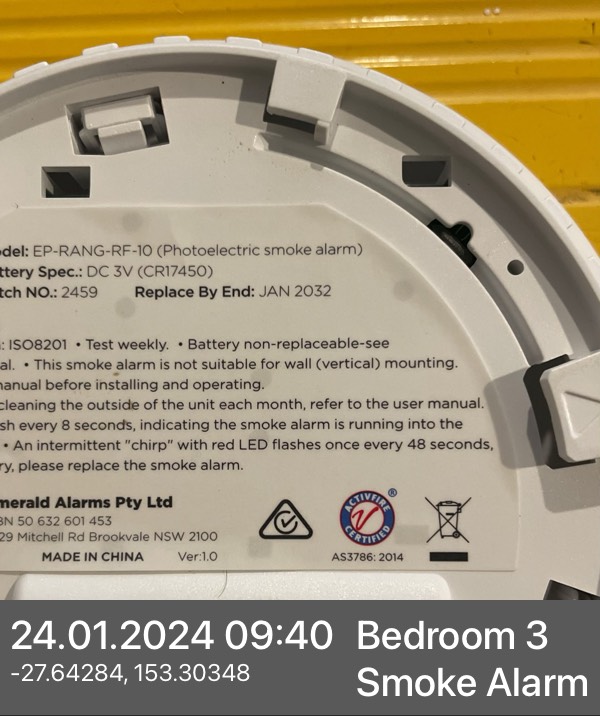 odel: EP-RANG-RF-10 (Photoelectric smoke alarm)
ttery Spec.: DC 3V (CR17450)
tch NO.: 2459 Replace By End: JAN 2032
: ISO8201 • Test weekly. • Battery non-replaceable-see
al. • This smoke alarm is not suitable for wall (vertical) mounting.
manual before installing and operating.
cleaning the outside of the unit each month, refer to the user manual.
sh every 8 seconds, indicating the smoke alarm is running into the
• An intermittent "chirp" with red LED flashes once every 48 seconds,
ry, please replace the smoke alarm.
merald Alarms Pty Ltd
BN 50 632 601 453
29 Mitchell Rd Brookvale NSW 2100
MADE IN CHINA Ver:1.0
ACTIVFIRE®
CERTIFIED
AS3786: 2014
24.01.2024 09:40
-27.64284, 153.30348
Bedroom 3
Smoke Alarm